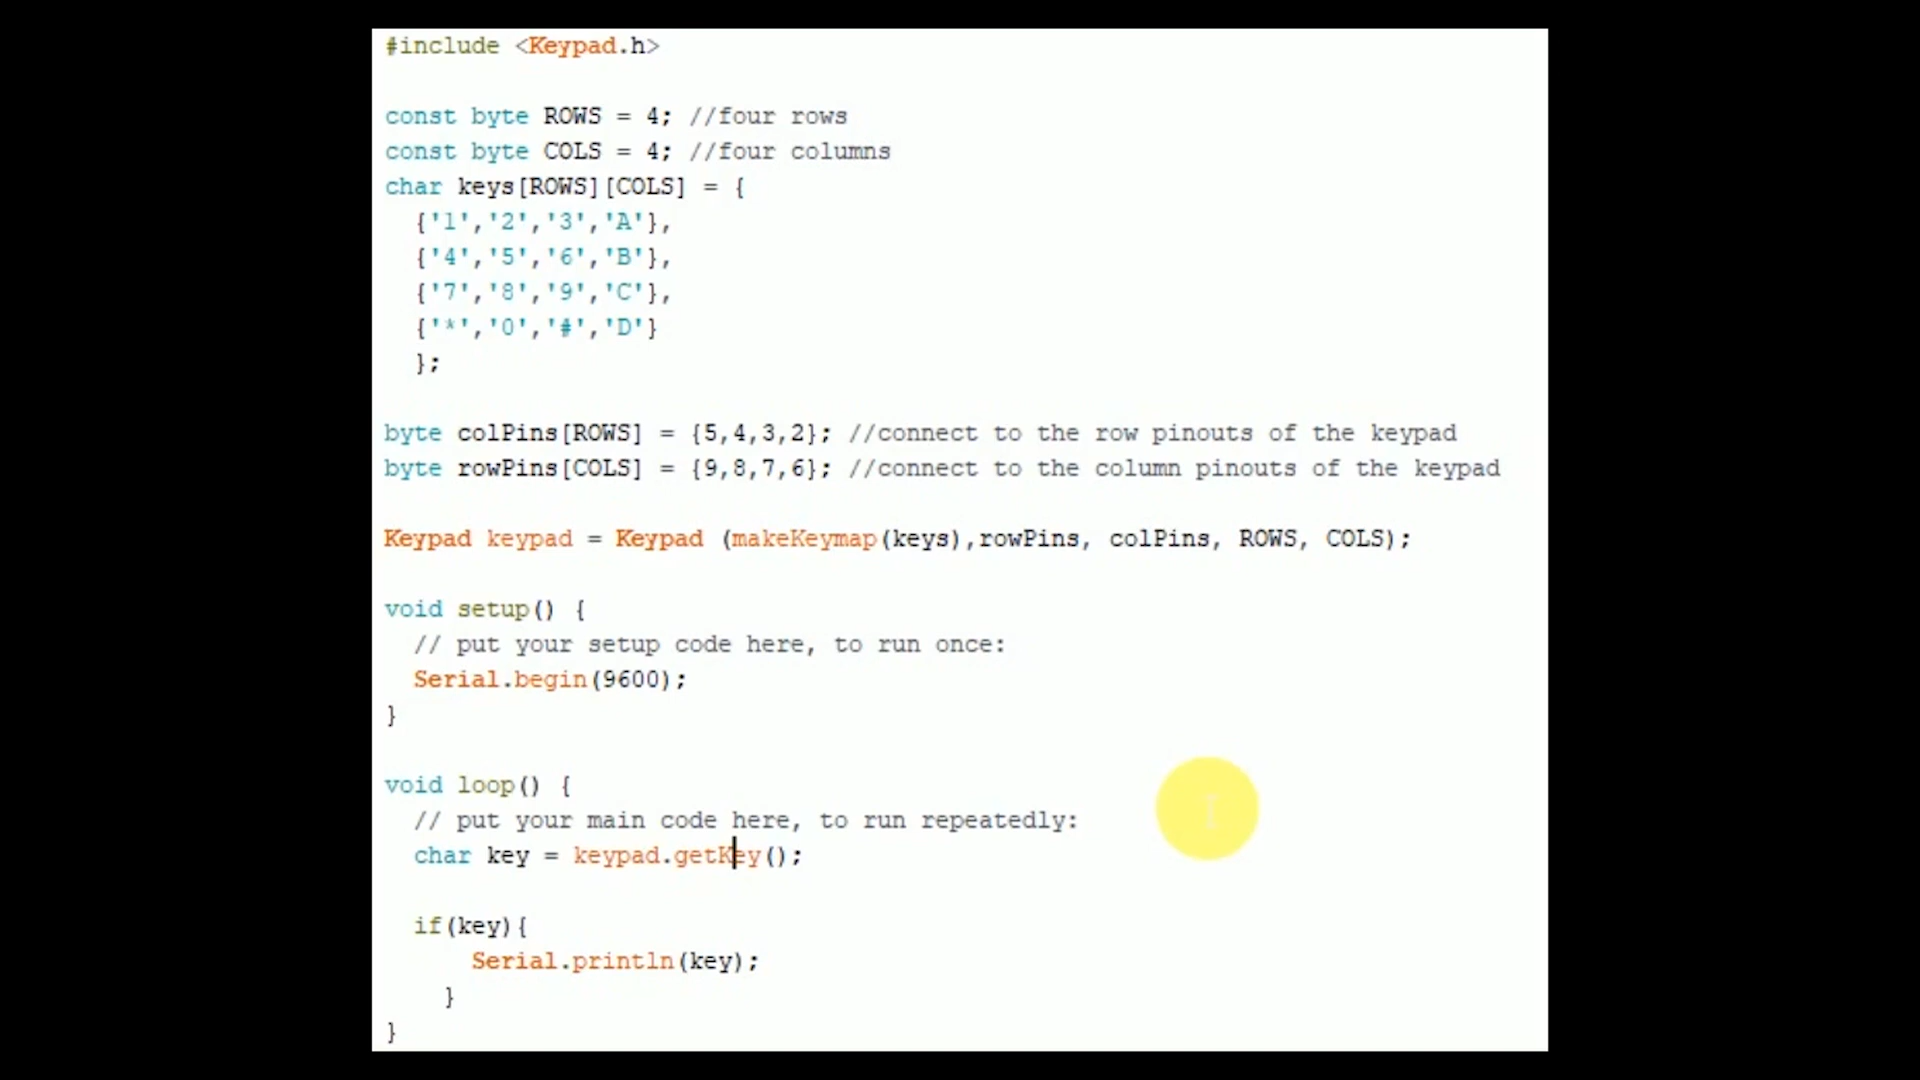 #include <Keypad.h>
const byte ROWS = 4; //four rows
const byte COLS = 4; //four columns
char keys[ROWS][COLS] = {
{'1','2','3','A'},
{'4','5','6','B'},
{'7','8','9','C'},
{'*','0','#','D'}
};
byte colPins[ROWS] = {5,4,3,2}; //connect to the row pinouts of the keypad
byte rowPins[COLS] = {9,8,7,6}; //connect to the column pinouts of the keypad
Keypad keypad = Keypad (makeKeymap(keys),rowPins, colPins, ROWS, COLS);
void setup() {
// put your setup code here, to run once:
Serial.begin(9600);
}
void loop() {
// put your main code here, to run repeatedly:
char key = keypad.getKey();
if(key){
Serial.println(key);
}
}